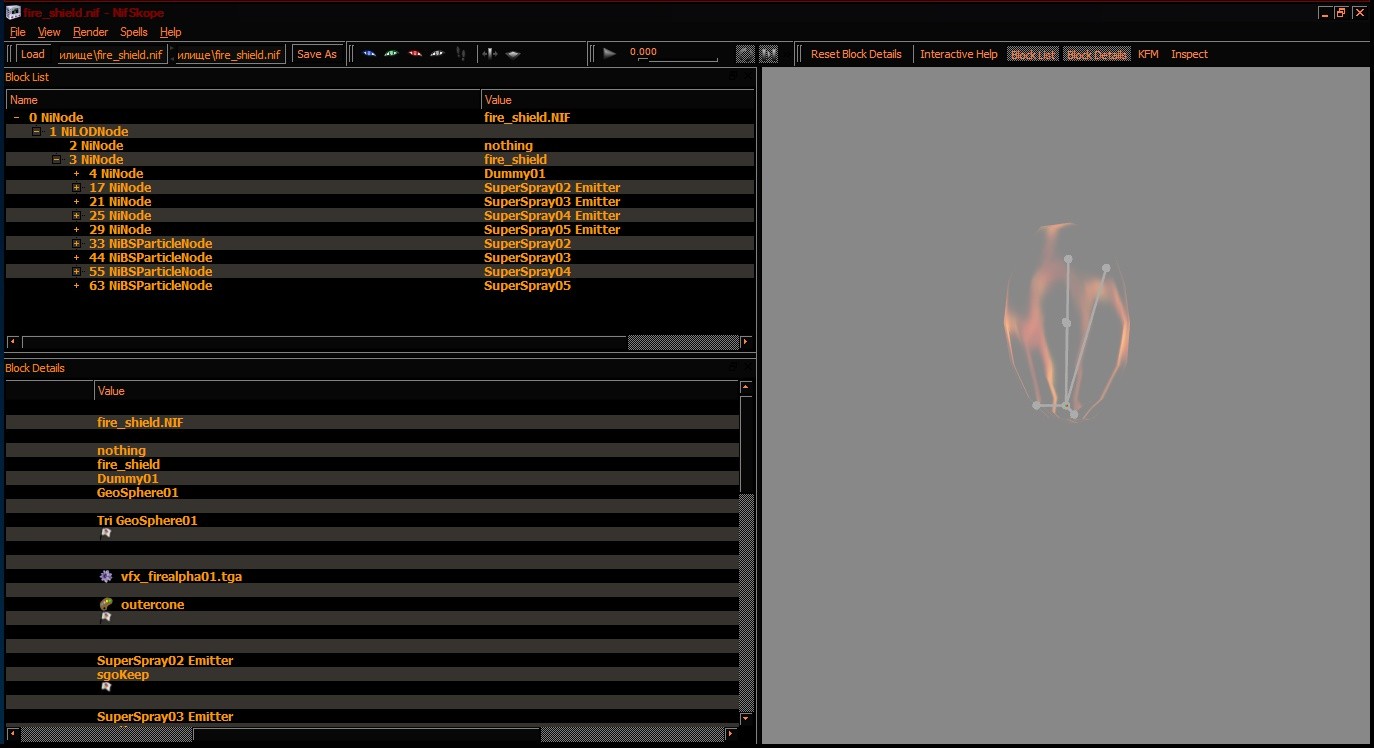 fire_shield.nif - NifSkope
File View Render Spells Help
Load илище\fire_shield.nif илище\fire_shield.nif Save As 0.000 Reset Block Details Interactive Help Block List Block Details KFM Inspect
Block List
Name Value
0 NiNode fire_shield.NIF
1 NiLODNode
2 NiNode nothing
3 NiNode fire_shield
4 NiNode Dummy01
17 NiNode SuperSpray02 Emitter
21 NiNode SuperSpray03 Emitter
25 NiNode SuperSpray04 Emitter
29 NiNode SuperSpray05 Emitter
33 NiBSParticleNode SuperSpray02
44 NiBSParticleNode SuperSpray03
55 NiBSParticleNode SuperSpray04
63 NiBSParticleNode SuperSpray05
Block Details
Value
fire_shield.NIF
nothing
fire_shield
Dummy01
GeoSphere01
Tri GeoSphere01
vfx_firealpha01.tga
outercone
SuperSpray02 Emitter
sgoKeep
SuperSpray03 Emitter